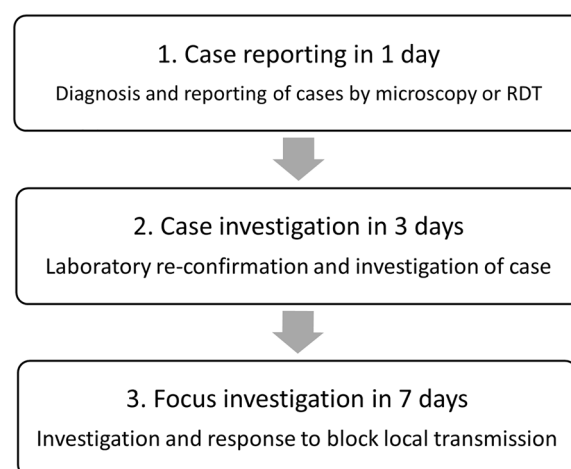 1. Case reporting in 1 day
Diagnosis and reporting of cases by microscopy or RDT
2. Case investigation in 3 days
Laboratory re-confirmation and investigation of case
3. Focus investigation in 7 days
Investigation and response to block local transmission